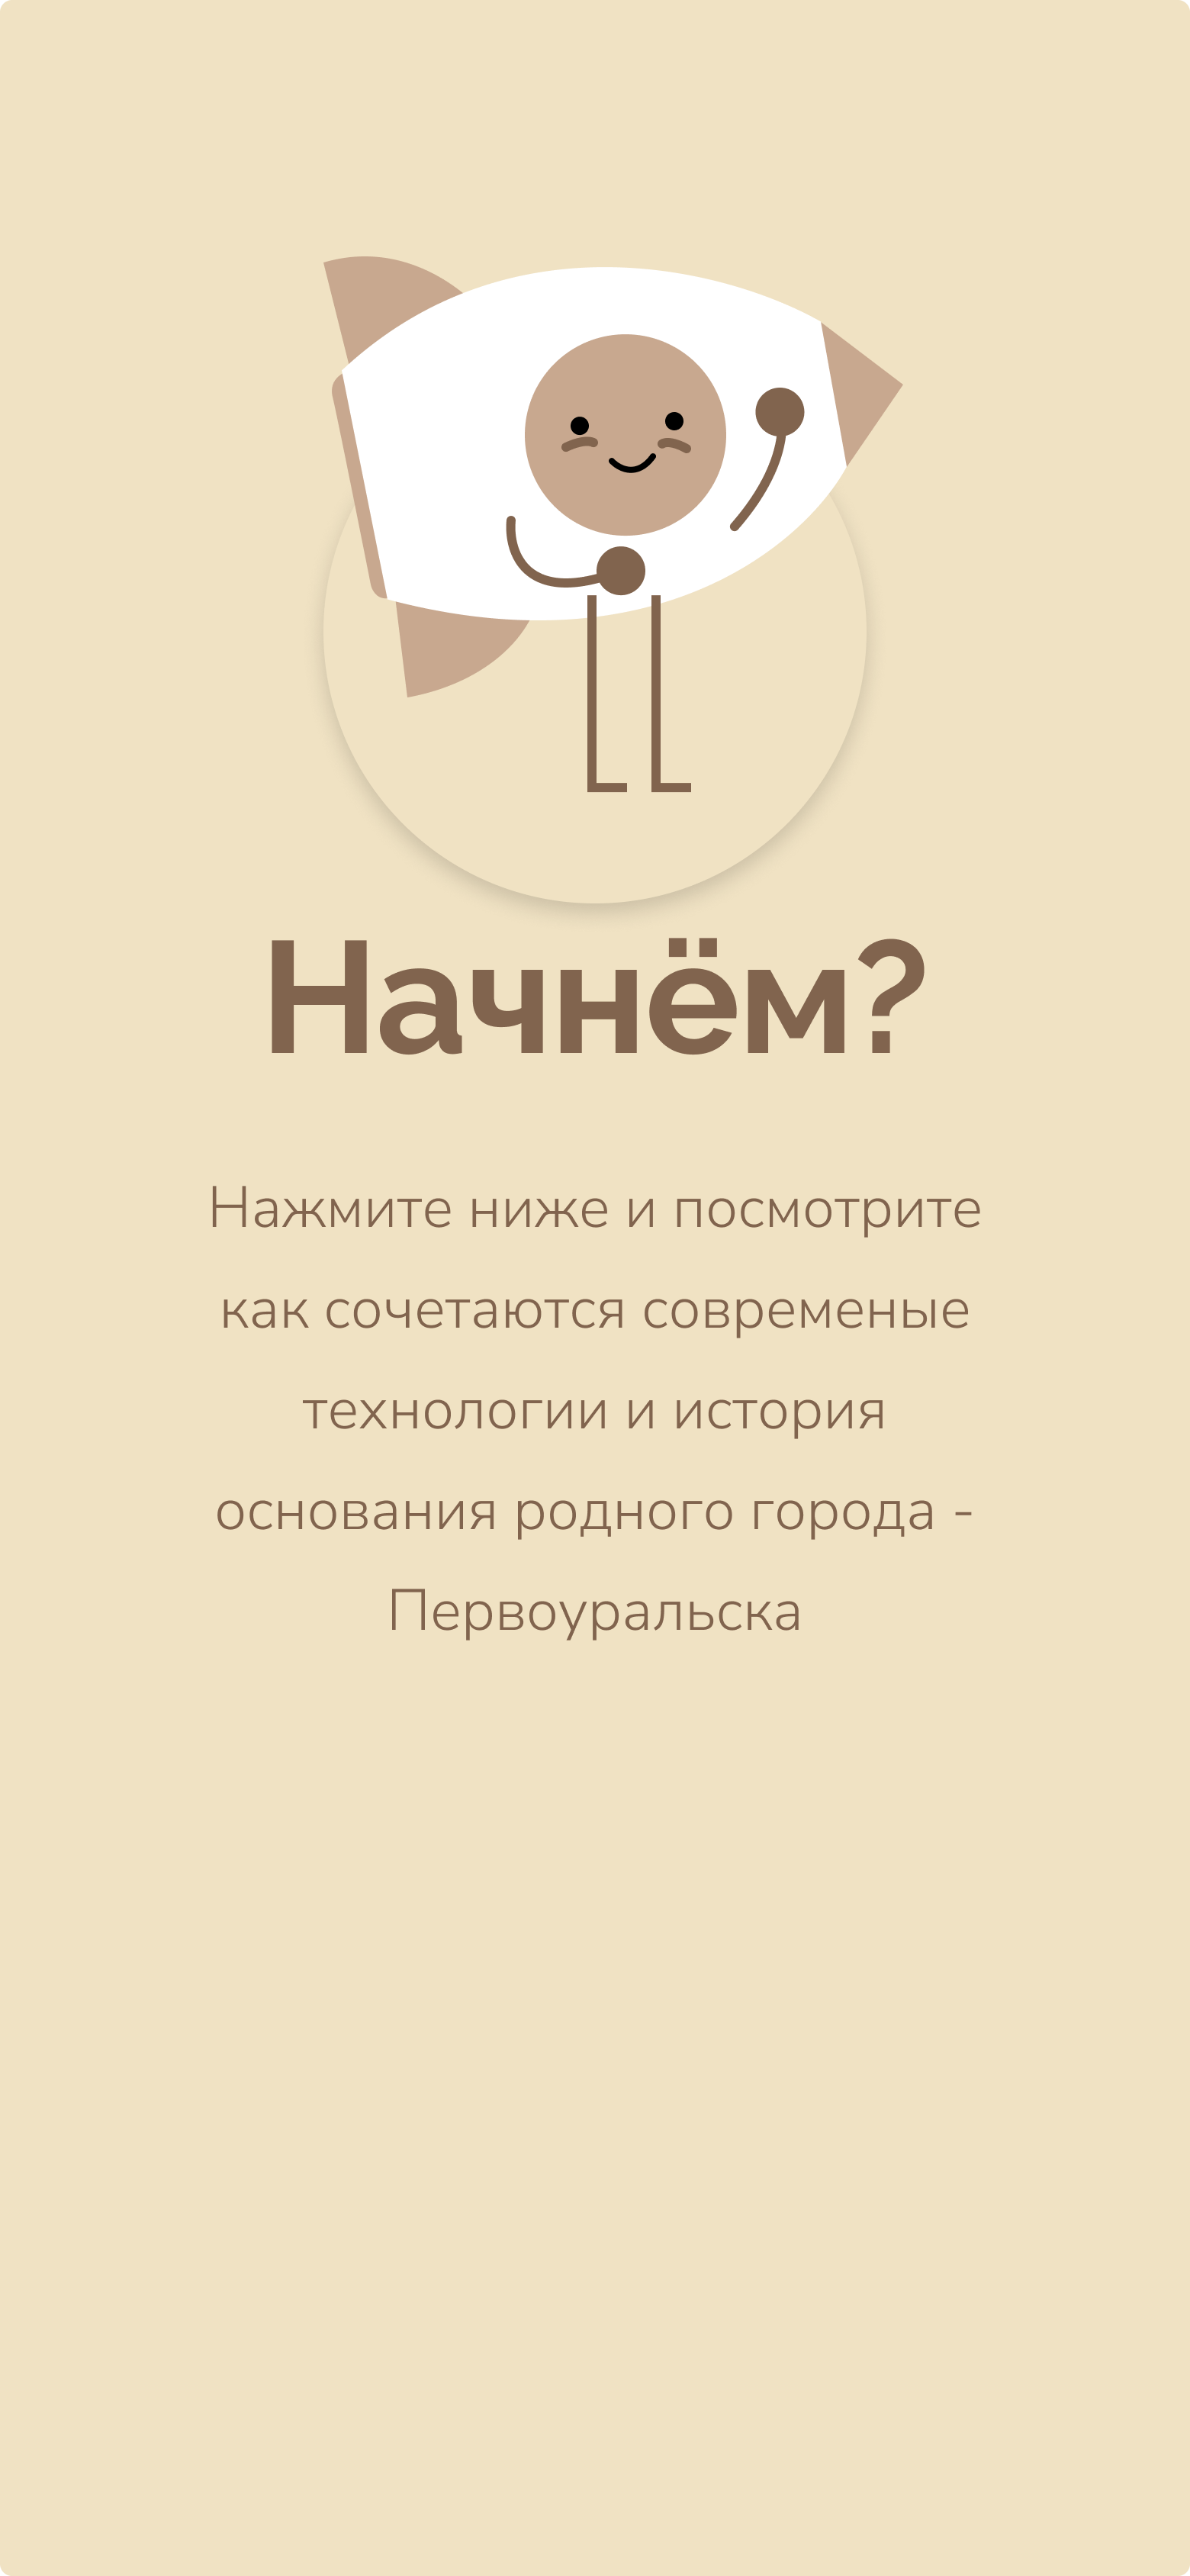 Начнём?
Нажмите ниже и посмотрите
как сочетаются современые
технологии и история
основания родного города -
Первоуральска